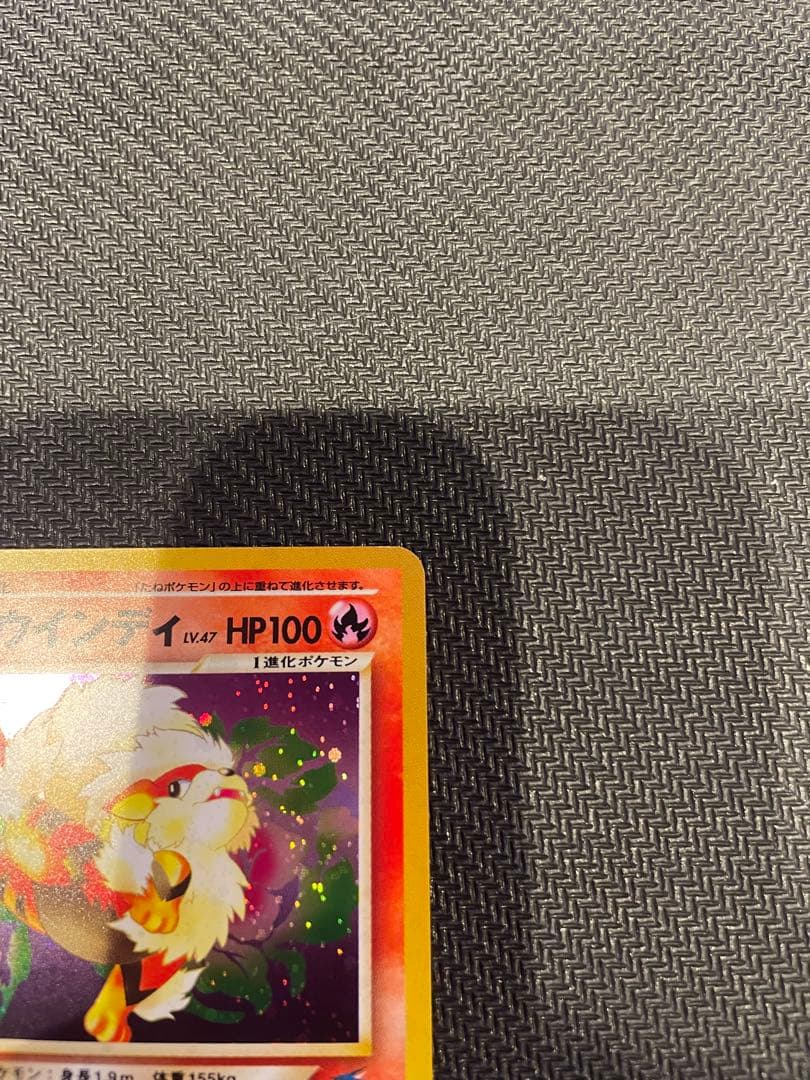 「たねポケモン」の上に重ねて進化させます。
ウインディ LV.47 HP100
1進化ポケモン
モン:身長1.9m 体重155kg